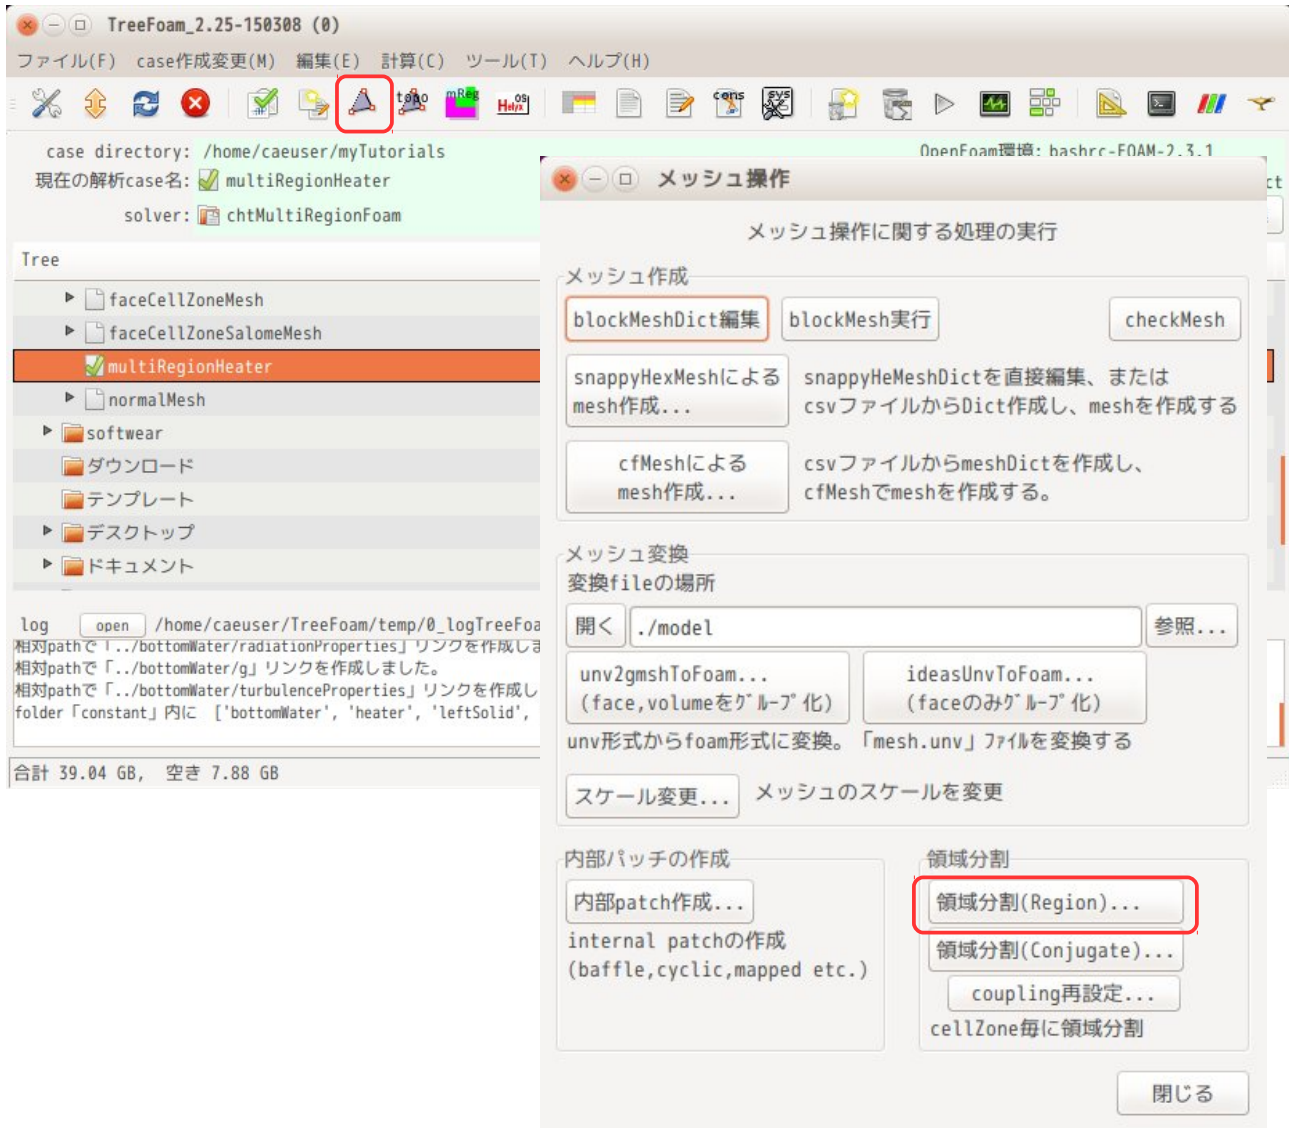 TreeFoam_2.25-150308 (0)
ファイル(F) case作成変更(M) 編集(E) 計算(C) ツール(T) ヘルプ(H)
topo mReg OSI Helyx cons sys
case directory: /home/caeuser/myTutorials
OpenFoam環境: bashrc-FOAM-2.3.1
現在の解析case名: multiRegionHeater
solver: chtMultiRegionFoam
Tree
faceCellZoneMesh
faceCellZoneSalomeMesh
multiRegionHeater
normalMesh
softwear
ダウンロード
テンプレート
デスクトップ
ドキュメント
log open /home/caeuser/TreeFoam/temp/0_logTreeFoa
相対pathで「../bottomWater/radiationProperties」リンクを作成しま
相対pathで「../bottomWater/g」リンクを作成しました。
相対pathで「../bottomWater/turbulenceProperties」リンクを作成し
folder「constant」内に ['bottomWater', 'heater', 'leftSolid',
合計 39.04 GB, 空き 7.88 GB
メッシュ操作
メッシュ操作に関する処理の実行
メッシュ作成
blockMeshDict編集 blockMesh実行 checkMesh
snappyHexMeshによる
mesh作成...
snappyHeMeshDictを直接編集、または
csvファイルからDict作成し、meshを作成する
cfMeshによる
mesh作成...
csvファイルからmeshDictを作成し、
cfMeshでmeshを作成する。
メッシュ変換
変換fileの場所
開く ./model 参照...
unv2gmshToFoam...
(face,volumeをｸﾞﾙｰﾌﾟ化)
ideasUnvToFoam...
(faceのみｸﾞﾙｰﾌﾟ化)
unv形式からfoam形式に変換。「mesh.unv」ﾌｧｲﾙを変換する
スケール変更... メッシュのスケールを変更
内部パッチの作成
内部patch作成...
internal patchの作成
(baffle,cyclic,mapped etc.)
領域分割
領域分割(Region)...
領域分割(Conjugate)...
coupling再設定...
cellZone毎に領域分割
閉じる